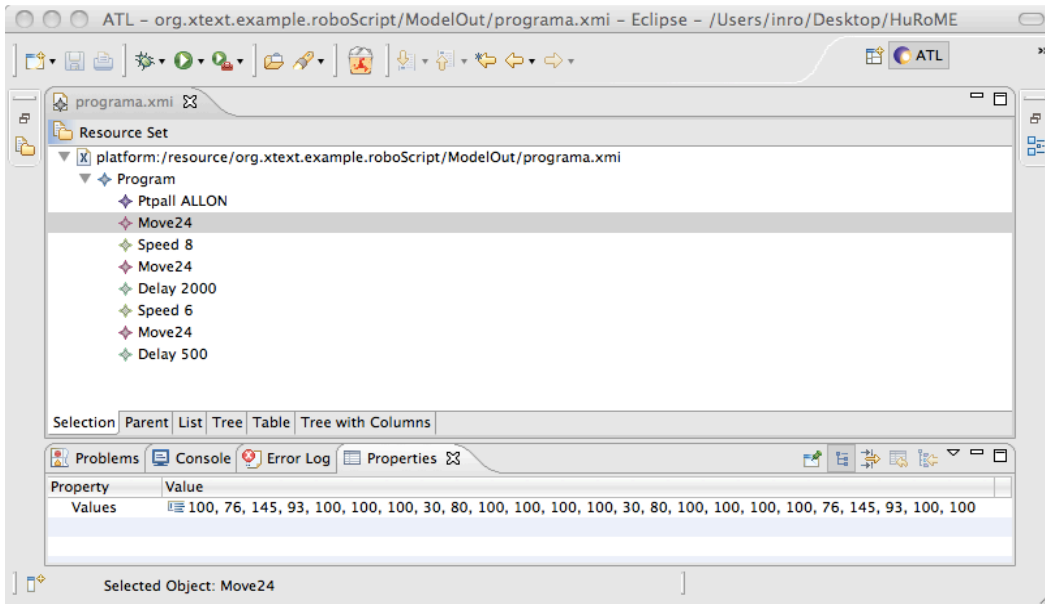 ATL – org.xtext.example.roboScript/ModelOut/programa.xmi – Eclipse – /Users/inro/Desktop/HuRoME
ATL
programa.xmi
Resource Set
platform:/resource/org.xtext.example.roboScript/ModelOut/programa.xmi
Program
Ptpall ALLON
Move24
Speed 8
Move24
Delay 2000
Speed 6
Move24
Delay 500
Selection Parent List Tree Table Tree with Columns
Problems Console Error Log Properties
Property Value
Values 100, 76, 145, 93, 100, 100, 100, 30, 80, 100, 100, 100, 100, 30, 80, 100, 100, 100, 100, 76, 145, 93, 100, 100
Selected Object: Move24